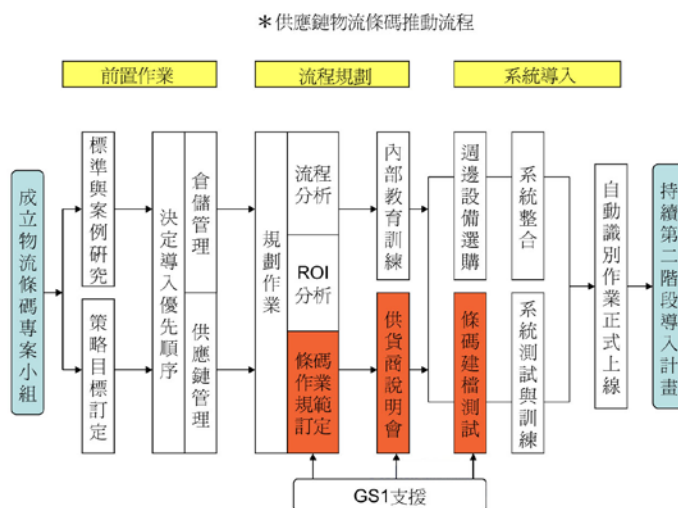 ＊供應鏈物流條碼推動流程
前置作業
流程規劃
系統導入
成立物流條碼專案小組
標準與案例研究
策略目標訂定
決定導入優先順序
倉儲管理
供應鏈管理
規劃作業
流程
分析
ROI
分析
條碼
作業
規範
訂定
內部教育訓練
供貨商說明會
週邊設備選購
條碼建檔測試
系統整合
系統測試與訓練
自動識別作業正式上線
持續第二階段導入計畫
GS1支援